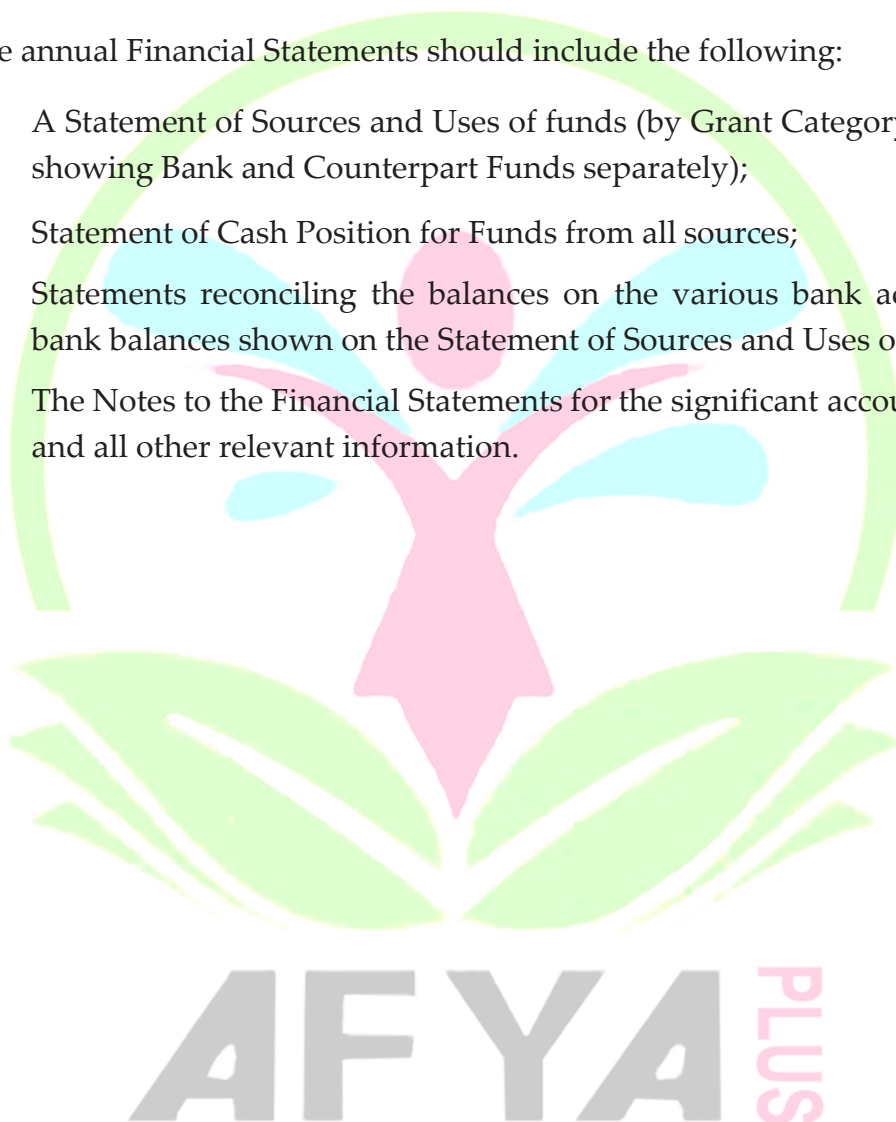 annual Financial Statements should include the following:
A Statement of Sources and Uses of funds (by Grant Category
showing Bank and Counterpart Funds separately);
Statement of Cash Position for Funds from all sources;
Statements reconciling the balances on the various bank
bank balances shown on the Statement of Sources and Uses
The Notes to the Financial Statements for the significant
and all other relevant information.
AFYA
PLUS